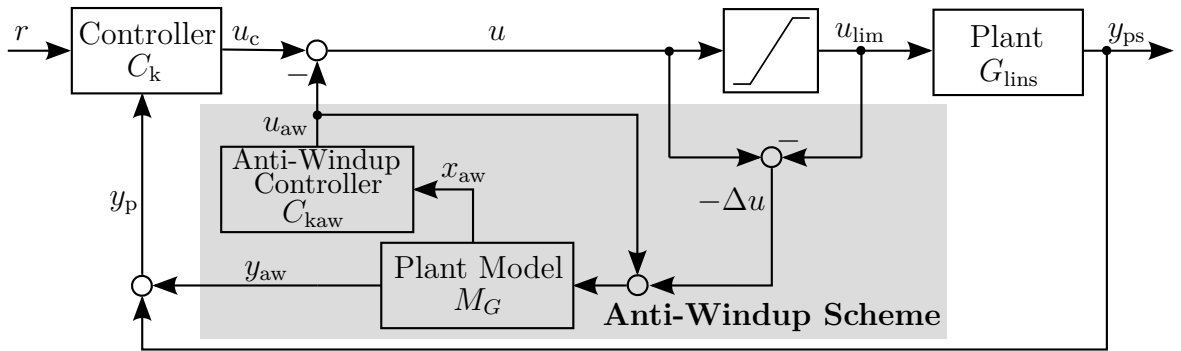 r
Controller
C_k
u_c
−
u
u_lim
Plant
G_lins
y_ps
u_aw
−
Anti-Windup
Controller
C_kaw
x_aw
−Δu
y_p
y_aw
Plant Model
M_G
Anti-Windup Scheme